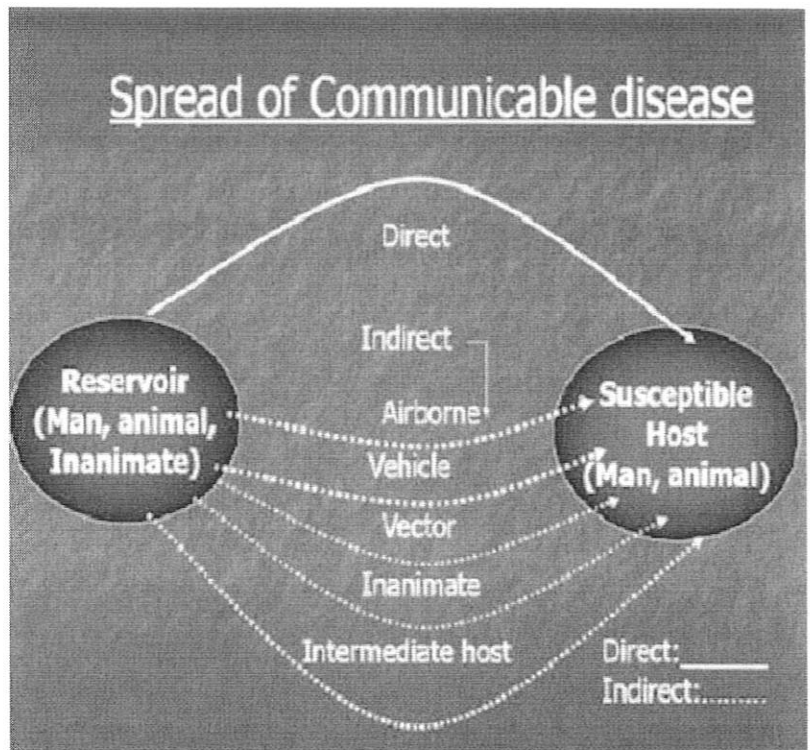 Spread of Communicable disease
Direct
Indirect
Reservoir
(Man, animal,
Inanimate)
Airborne
Vehicle
Vector
Inanimate
Intermediate host
Susceptible
Host
(Man, animal)
Direct:
Indirect: